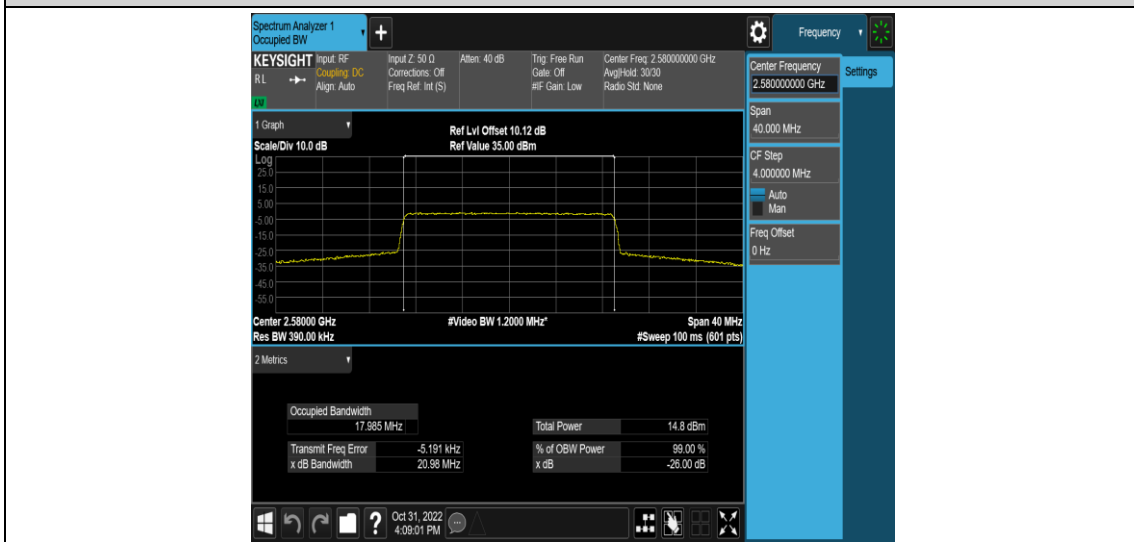 Spectrum Analyzer 1
Occupied BW
Frequency
KEYSIGHT
RL
Input: RF
Coupling: DC
Align: Auto
Input Z: 50 Ω
Corrections: Off
Freq Ref: Int (S)
Atten: 40 dB
Trig: Free Run
Gate: Off
#IF Gain: Low
Center Freq: 2.580000000 GHz
Avg|Hold: 30/30
Radio Std: None
Center Frequency
2.580000000 GHz
Settings
Span
40.000 MHz
CF Step
4.000000 MHz
Auto
Man
Freq Offset
0 Hz
1 Graph
Ref Lvl Offset 10.12 dB
Scale/Div 10.0 dB
Ref Value 35.00 dBm
Log
25.0
15.0
5.00
-5.00
-15.0
-25.0
-35.0
-45.0
-55.0
Center 2.58000 GHz
#Video BW 1.2000 MHz*
Span 40 MHz
Res BW 390.00 kHz
#Sweep 100 ms (601 pts)
2 Metrics
Occupied Bandwidth
17.985 MHz
Total Power 14.8 dBm
Transmit Freq Error -5.191 kHz
% of OBW Power 99.00 %
x dB Bandwidth 20.98 MHz
x dB -26.00 dB
?
Oct 31, 2022
4:09:01 PM